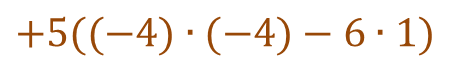 +5((−4) · (−4) − 6 · 1)